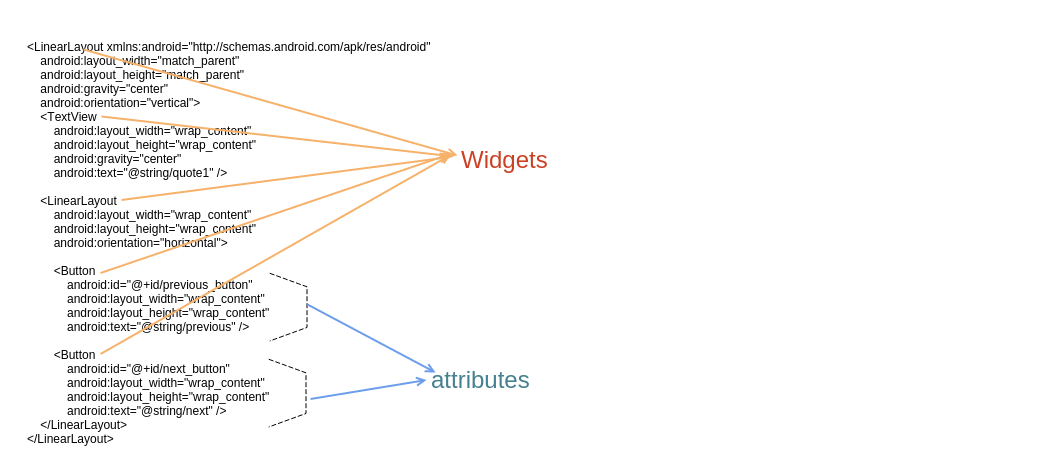 <LinearLayout xmlns:android="http://schemas.android.com/apk/res/android"
android:layout_width="match_parent"
android:layout_height="match_parent"
android:gravity="center"
android:orientation="vertical">
<TextView
android:layout_width="wrap_content"
android:layout_height="wrap_content"
android:gravity="center"
android:text="@string/quote1" />
<LinearLayout
android:layout_width="wrap_content"
android:layout_height="wrap_content"
android:orientation="horizontal">
<Button
android:id="@+id/previous_button"
android:layout_width="wrap_content"
android:layout_height="wrap_content"
android:text="@string/previous" />
<Button
android:id="@+id/next_button"
android:layout_width="wrap_content"
android:layout_height="wrap_content"
android:text="@string/next" />
</LinearLayout>
</LinearLayout>
Widgets
attributes